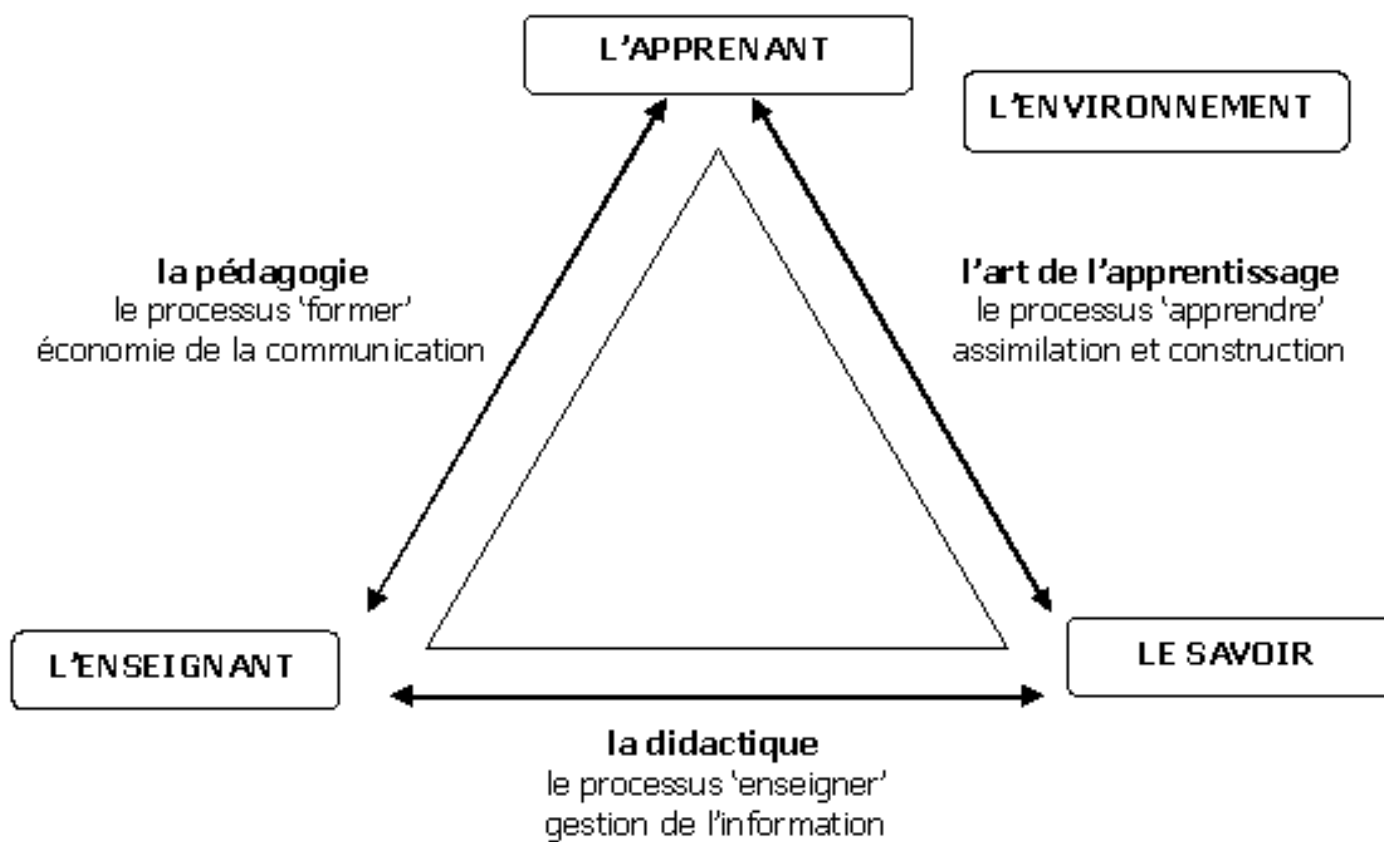 L'APPRENANT
L'ENVIRONNEMENT
la pédagogie
le processus 'former'
économie de la communication
l'art de l'apprentissage
le processus 'apprendre'
assimilation et construction
L'ENSEIGNANT
LE SAVOIR
la didactique
le processus 'enseigner'
gestion de l'information